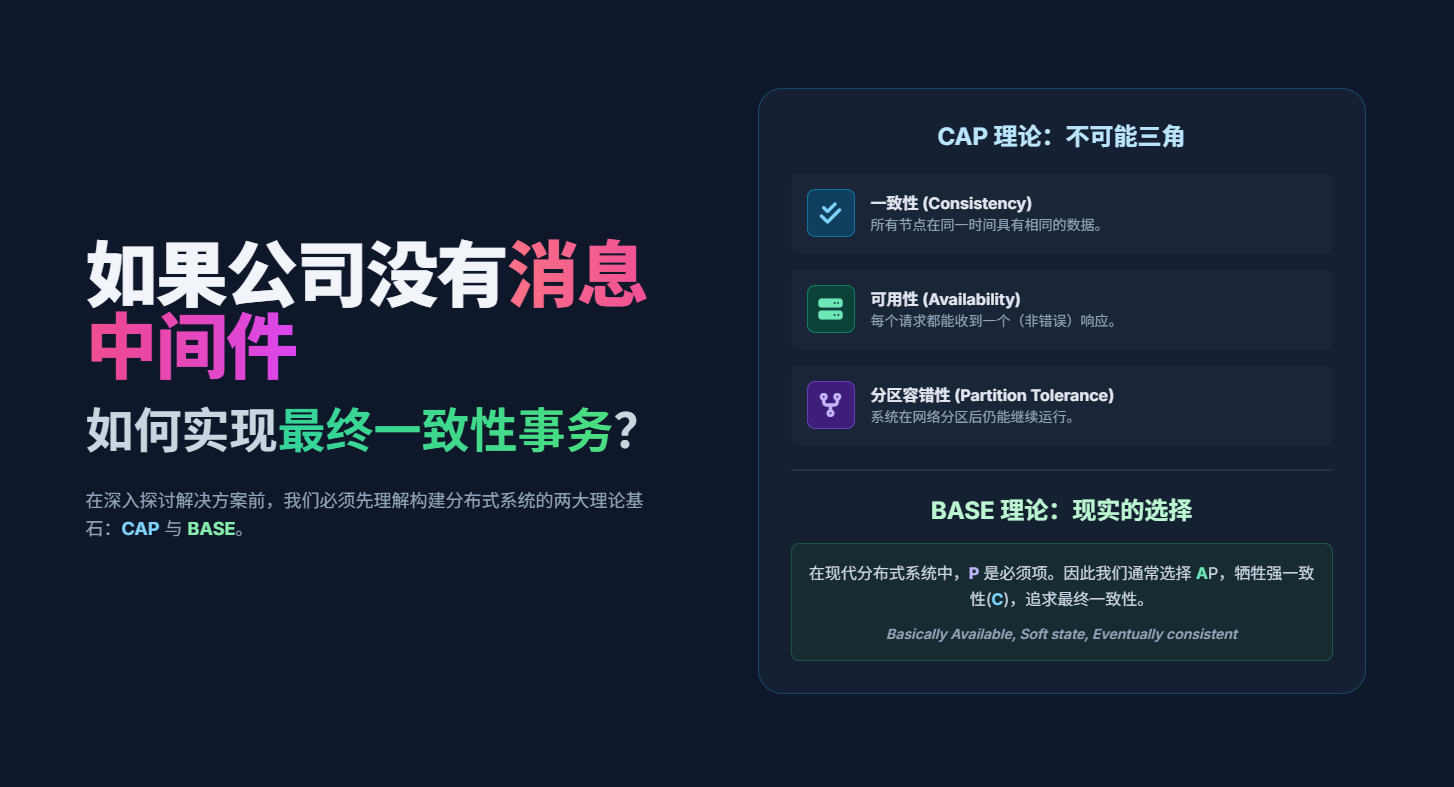 如果公司没有消息
中间件
如何实现最终一致性事务？
在深入探讨解决方案前，我们必须先理解构建分布式系统的两大理论基
石：CAP 与 BASE。
CAP 理论：不可能三角
一致性 (Consistency)
所有节点在同一时间具有相同的数据。
可用性 (Availability)
每个请求都能收到一个（非错误）响应。
分区容错性 (Partition Tolerance)
系统在网络分区后仍能继续运行。
BASE 理论：现实的选择
在现代分布式系统中，P 是必须项。因此我们通常选择 AP，牺牲强一致
性(C)，追求最终一致性。
Basically Available, Soft state, Eventually consistent